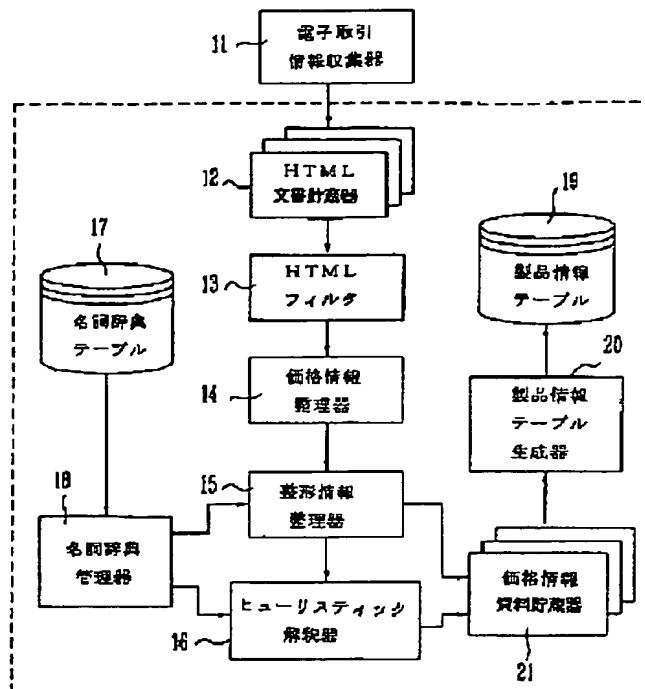 11
電子取引
情報収集器
12
HTML
文書貯蔵器
19
製品情報
テーブル
17
名詞辞典
テーブル
13
HTML
フィルタ
14
価格情報
整理器
20
製品情報
テーブル
生成器
18
名詞辞典
管理器
15
整形情報
整理器
16
ヒューリスティック
解釈器
価格情報
資料貯蔵器
21